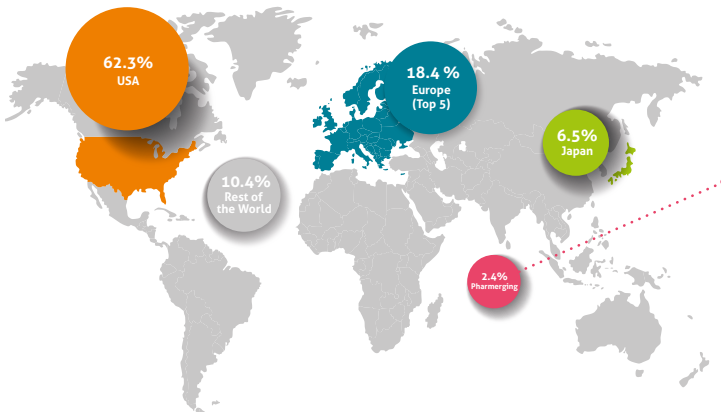 62.3%
USA
18.4 %
Europe
(Top 5)
6.5%
Japan
10.4%
Rest of
the World
2.4%
Pharmerging